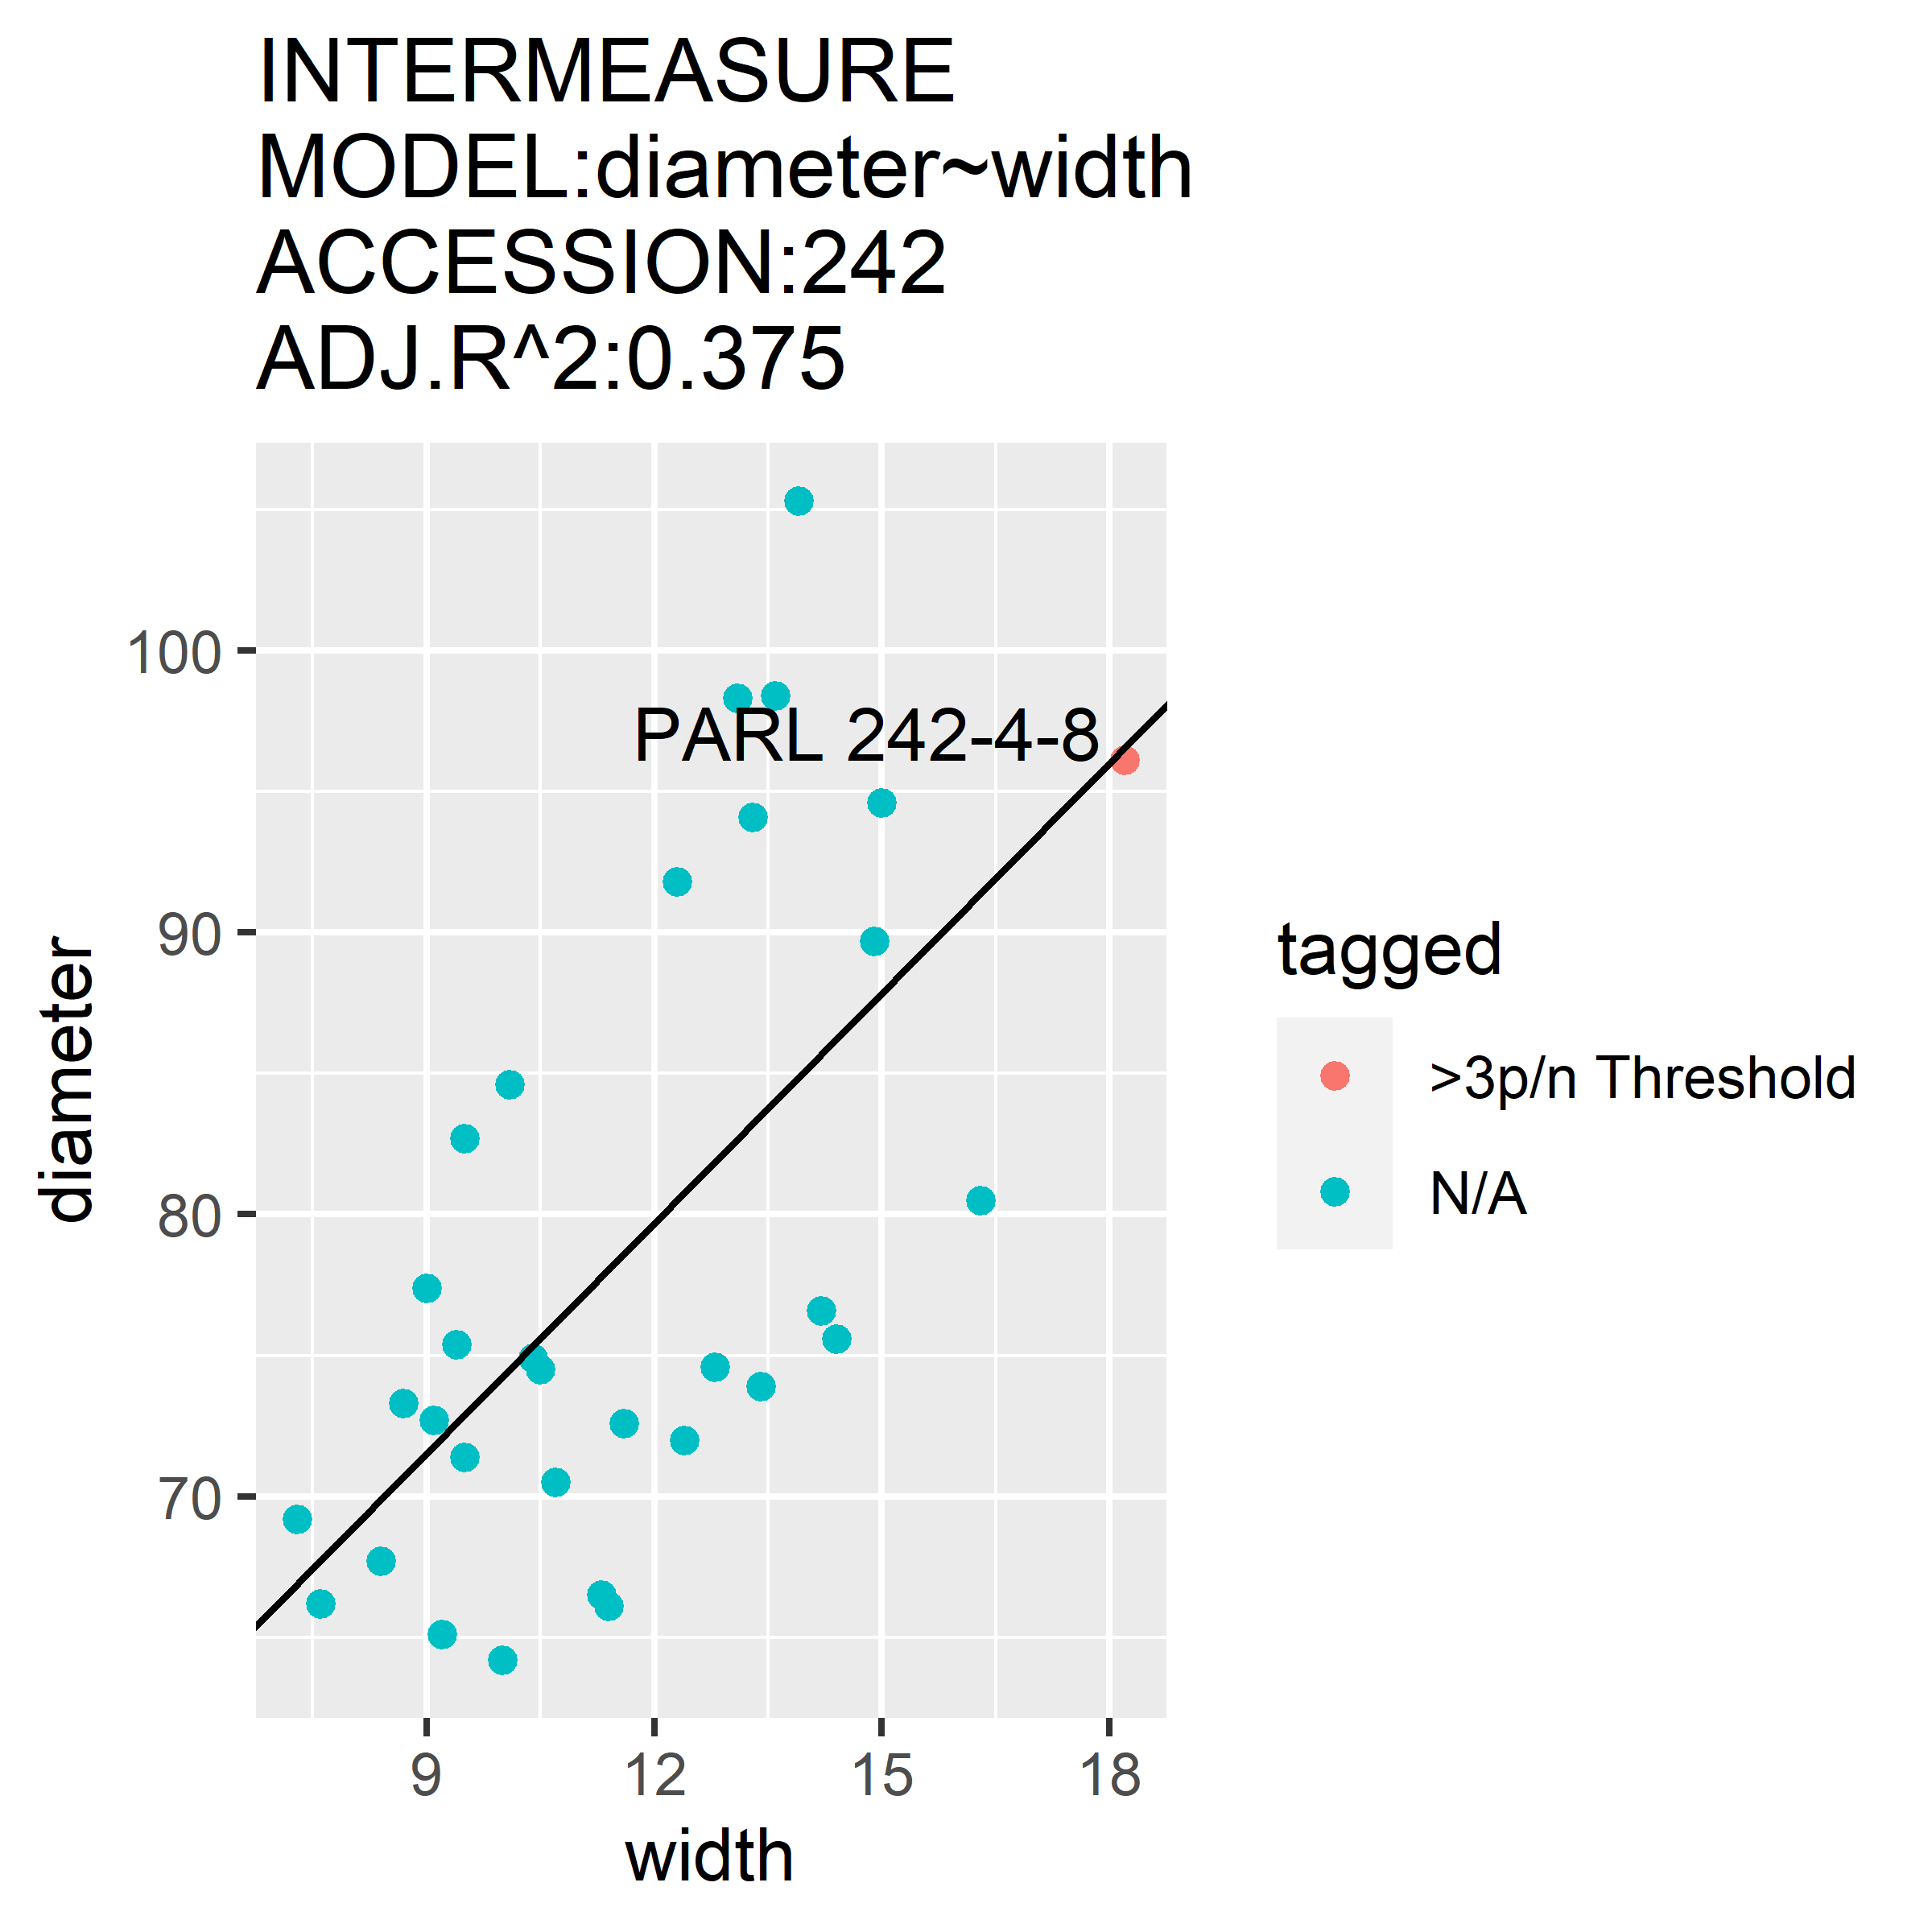 INTERMEASURE
MODEL:diameter~width
ACCESSION:242
ADJ.R^2:0.375
100
90
80
70
diameter
PARL 242-4-8
9 12 15 18
width
tagged
>3p/n Threshold
N/A